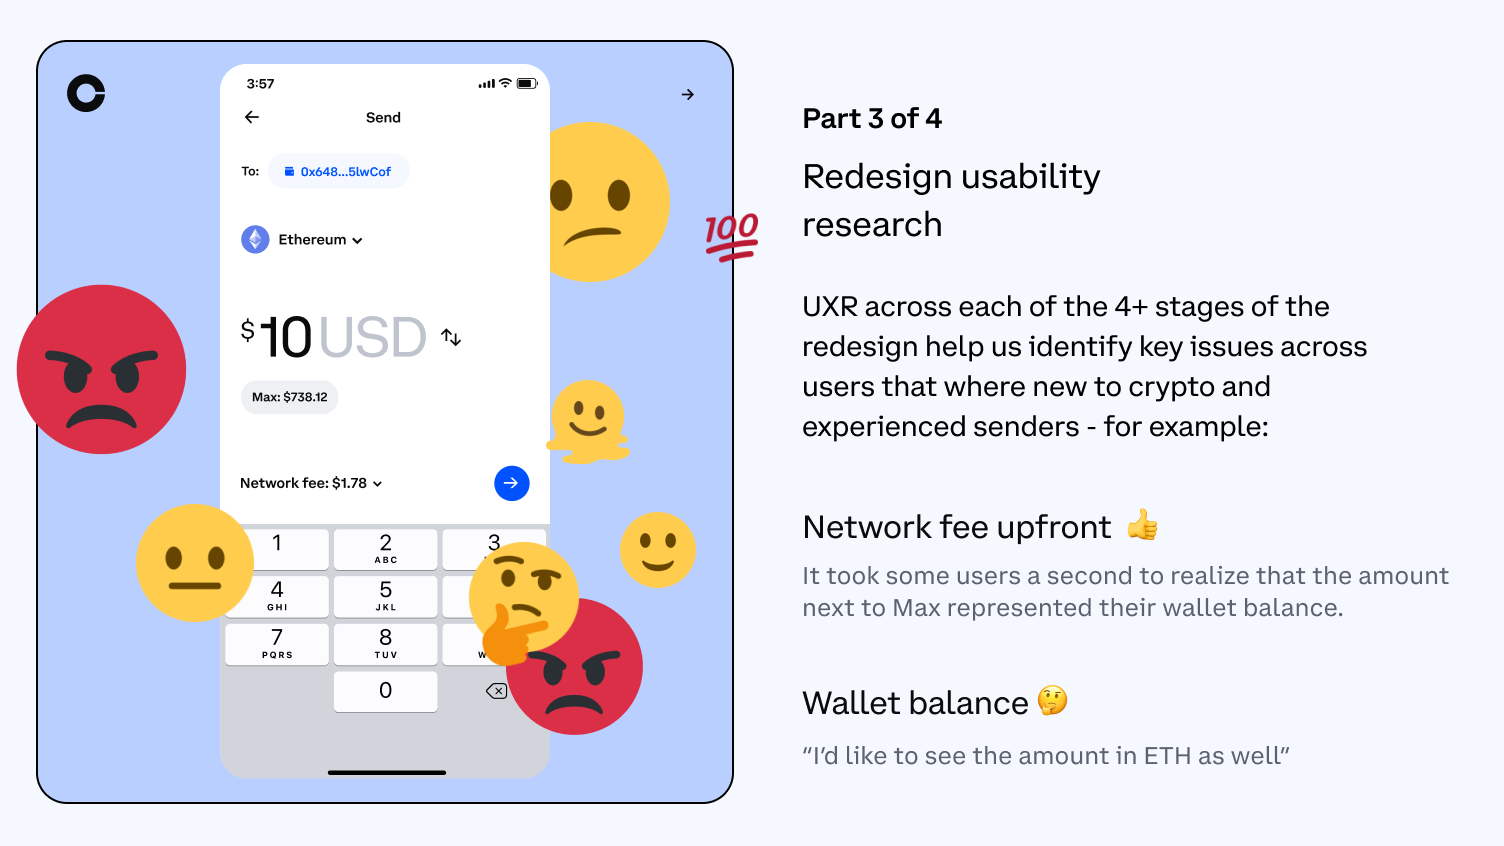 3:57
Send
To: 0x648...5lwCof
Ethereum
$10 USD
Max: $738.12
Network fee: $1.78
1
2
ABC
3
4
GHI
5
JKL
7
PQRS
8
TUV
W
0
100
Part 3 of 4
Redesign usability
research
UXR across each of the 4+ stages of the
redesign help us identify key issues across
users that where new to crypto and
experienced senders - for example:
Network fee upfront 👍
It took some users a second to realize that the amount
next to Max represented their wallet balance.
Wallet balance 🤔
“I’d like to see the amount in ETH as well”